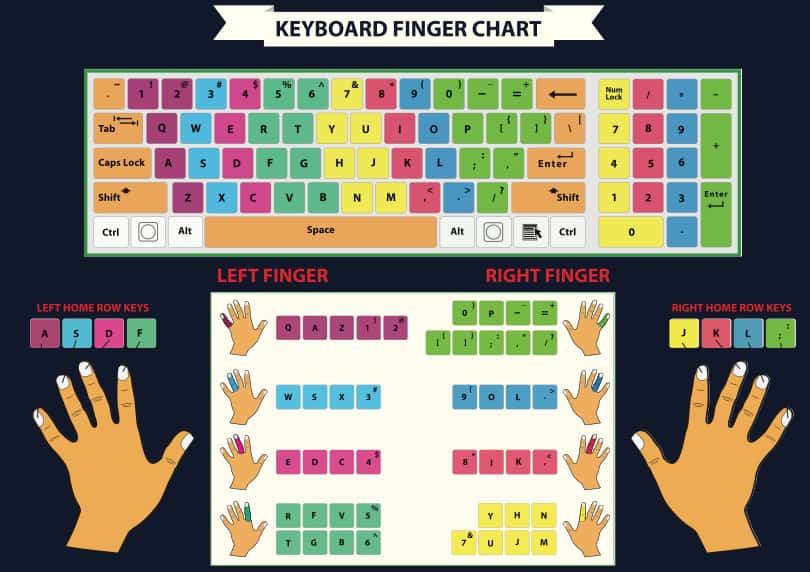 KEYBOARD FINGER CHART
~ ! @ # $ % ^ & * ( ) - +
. 1 2 3 4 5 6 7 8 9 0 − = Num Lock / * −
Tab Q W E R T Y U I O P [ { ] } \ | 7 8 9 +
Caps Lock A S D F G H J K L ; : , " Enter 4 5 6
Shift Z X C V B N M , < . > / ? Shift 1 2 3 Enter
Ctrl Alt Space Alt Ctrl 0 .
LEFT FINGER RIGHT FINGER
LEFT HOME ROW KEYS
A S D F
RIGHT HOME ROW KEYS
J K L ; :
Q A Z 1 ! 2 @
0 ) P − - = +
[ { ] } ; : , " / ?
W S X 3 #
9 ( O L . >
E D C 4 $
8 * I K , <
R F V 5 %
T G B 6 ^
Y H N
7 & U J M